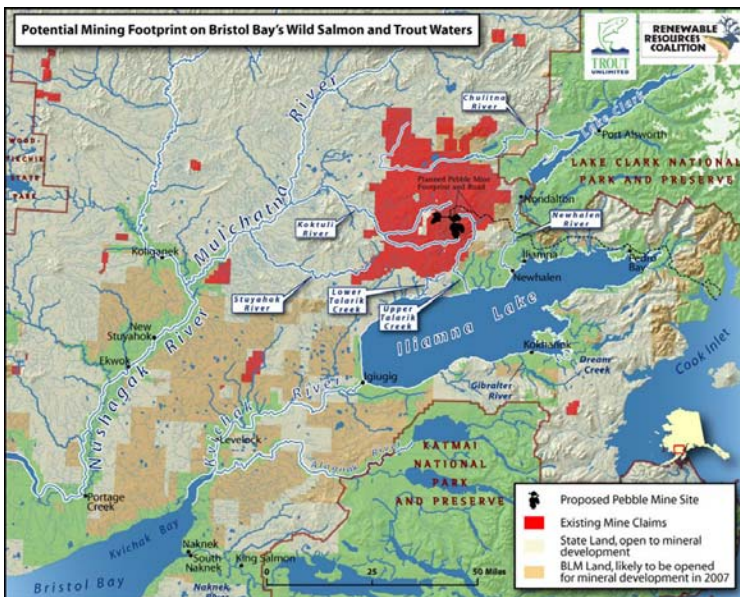 Potential Mining Footprint on Bristol Bay's Wild Salmon and Trout Waters
TROUT
UNLIMITED
RENEWABLE
RESOURCES
COALITION
Chulitna
River
Lake Clark
Port Alsworth
LAKE CLARK NATIONAL
PARK AND PRESERVE
WOOD-
STATE
PARK
Mulchatna River
Planned Pebble Mine
Footprint and Road
Nondalton
Newhalen
River
Koktuli
River
Koliganek
Iliamna
Pedro
Bay
Newhalen
Stuyahok
River
Lower
Talarik
Creek
Upper
Talarik
Creek
Iliamna Lake
New
Stuyahok
Ekwok
Nushagak River
Kokhanok
Dream
Creek
Cook Inlet
Igiugig
Gibralter
River
Kvichak River
Levelock
Alagnak
KATMAI
NATIONAL
PARK
AND PRESERVE
Portage
Creek
Kvichak Bay
Naknek
South
Naknek
King Salmon
Naknek
Bristol Bay
0 25 50 Miles
Proposed Pebble Mine Site
Existing Mine Claims
State Land, open to mineral
development
BLM Land, likely to be opened
for mineral development in 2007